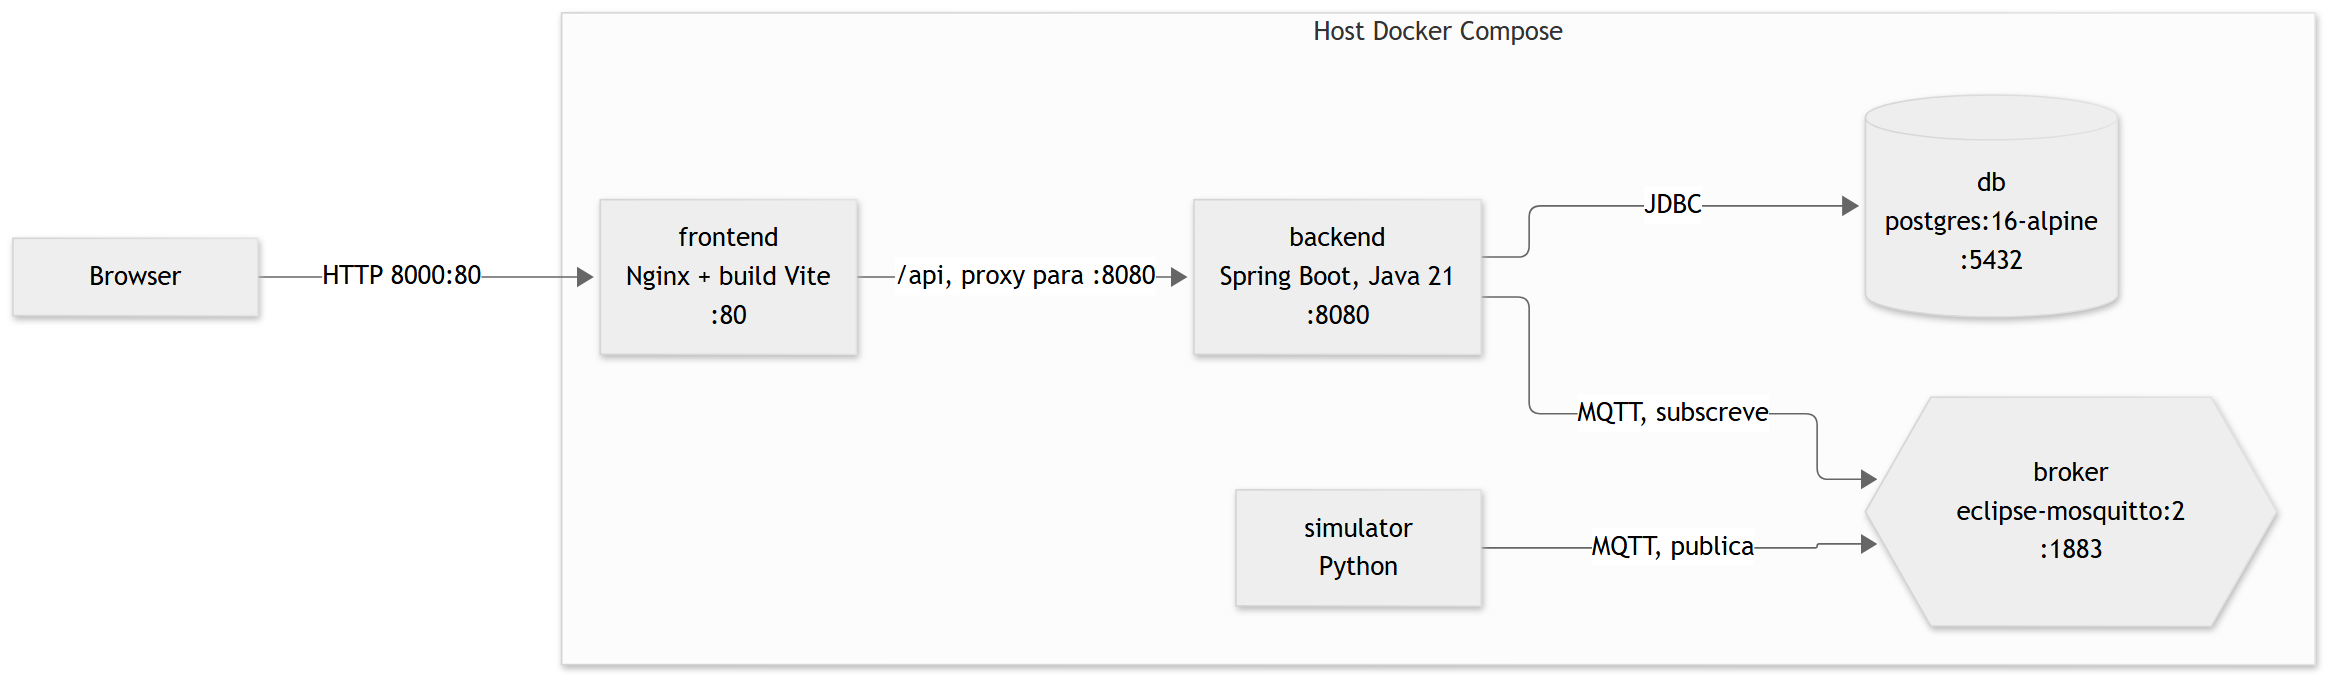 Host Docker Compose
Browser
HTTP 8000:80
frontend
Nginx + build Vite
:80
/api, proxy para :8080
backend
Spring Boot, Java 21
:8080
JDBC
db
postgres:16-alpine
:5432
MQTT, subscreve
simulator
Python
MQTT, publica
broker
eclipse-mosquitto:2
:1883